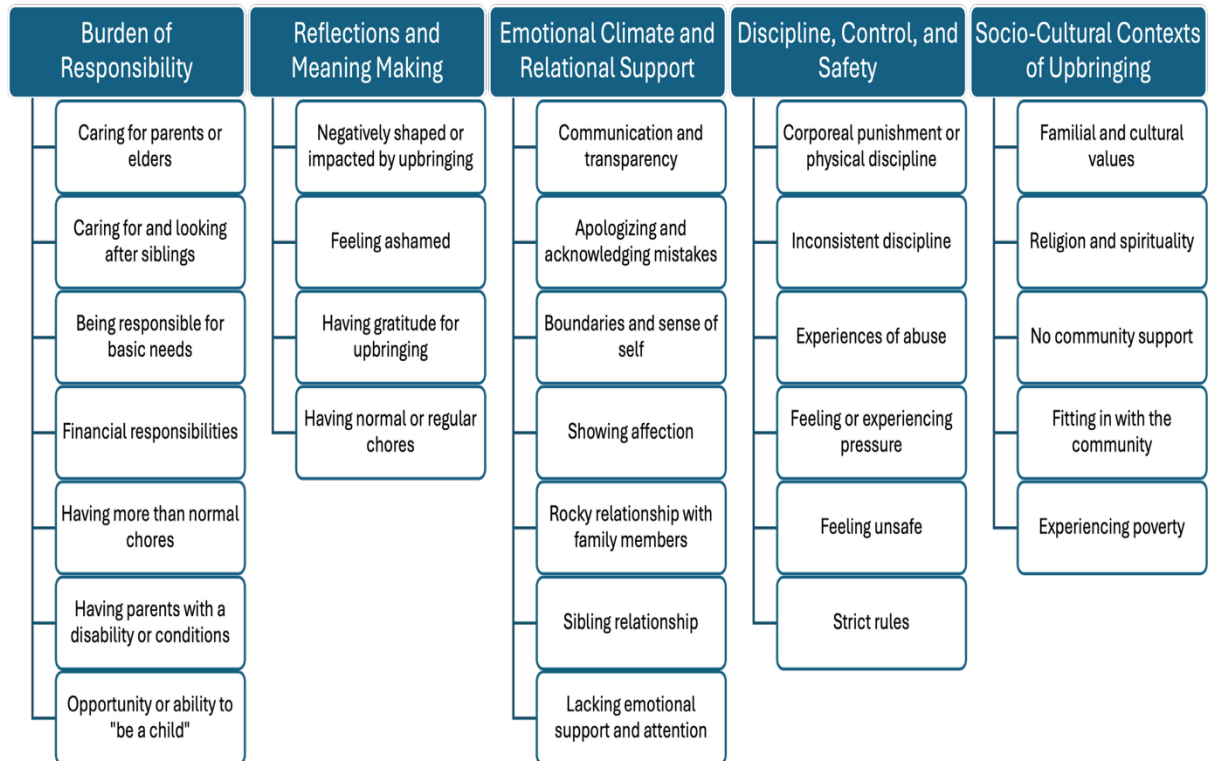 Burden of
Responsibility
Caring for parents or
elders
Caring for and looking
after siblings
Being responsible for
basic needs
Financial responsibilities
Having more than normal
chores
Having parents with a
disability or conditions
Opportunity or ability to
"be a child"
Reflections and
Meaning Making
Negatively shaped or
impacted by upbringing
Feeling ashamed
Having gratitude for
upbringing
Having normal or regular
chores
Emotional Climate and
Relational Support
Communication and
transparency
Apologizing and
acknowledging mistakes
Boundaries and sense of
self
Showing affection
Rocky relationship with
family members
Sibling relationship
Lacking emotional
support and attention
Discipline, Control, and
Safety
Corporeal punishment or
physical discipline
Inconsistent discipline
Experiences of abuse
Feeling or experiencing
pressure
Feeling unsafe
Strict rules
Socio-Cultural Contexts
of Upbringing
Familial and cultural
values
Religion and spirituality
No community support
Fitting in with the
community
Experiencing poverty